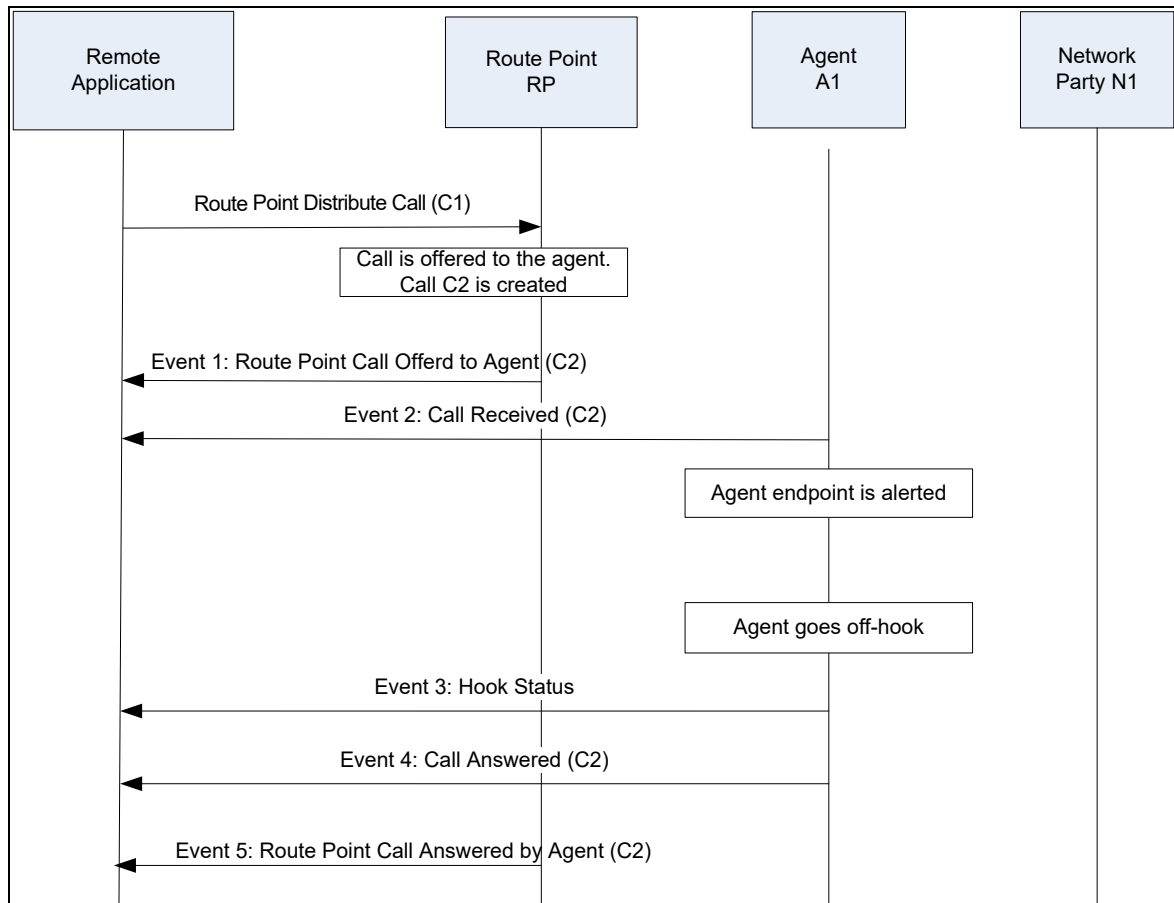 Remote
Application
Route Point
RP
Agent
A1
Network
Party N1
Route Point Distribute Call (C1)
Call is offered to the agent.
Call C2 is created
Event 1: Route Point Call Offerd to Agent (C2)
Event 2: Call Received (C2)
Agent endpoint is alerted
Agent goes off-hook
Event 3: Hook Status
Event 4: Call Answered (C2)
Event 5: Route Point Call Answered by Agent (C2)